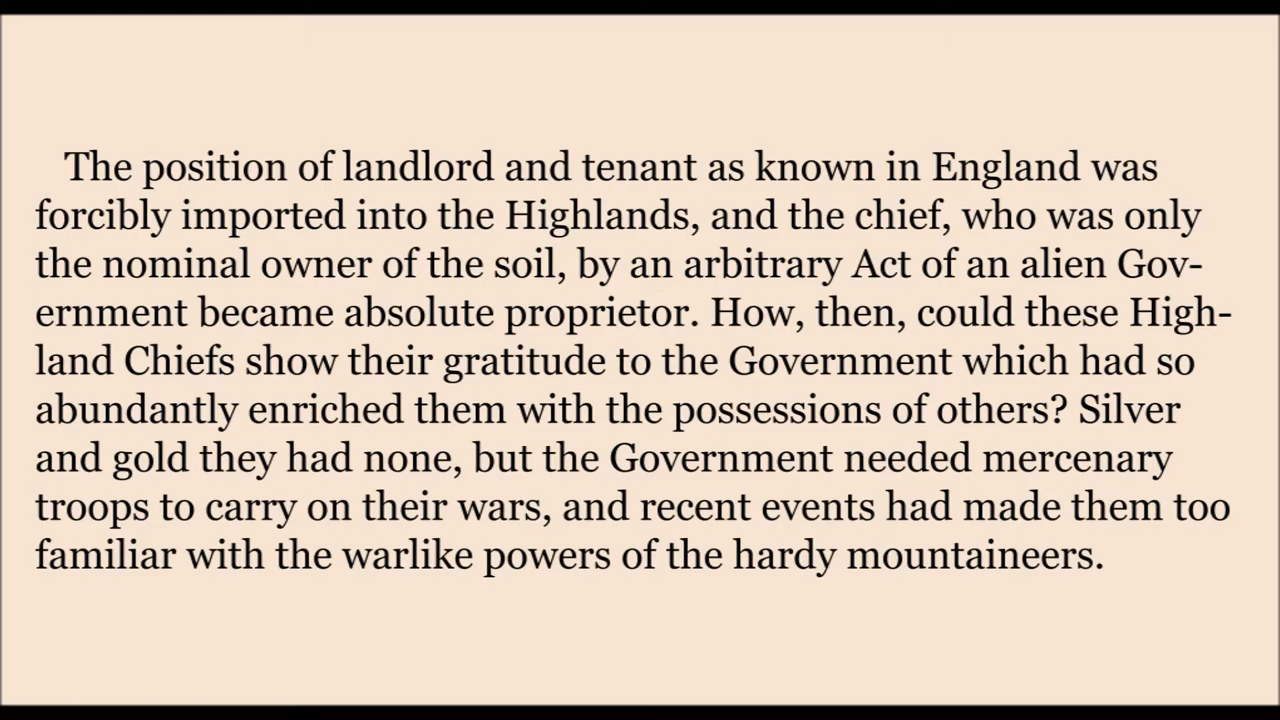 The position of landlord and tenant as known in England was
forcibly imported into the Highlands, and the chief, who was only
the nominal owner of the soil, by an arbitrary Act of an alien Gov-
ernment became absolute proprietor. How, then, could these High-
land Chiefs show their gratitude to the Government which had so
abundantly enriched them with the possessions of others? Silver
and gold they had none, but the Government needed mercenary
troops to carry on their wars, and recent events had made them too
familiar with the warlike powers of the hardy mountaineers.